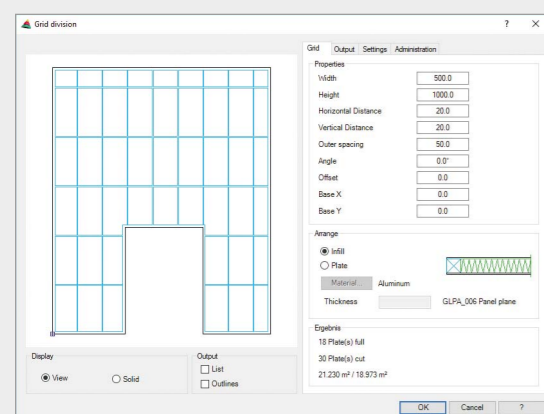 Grid division
?
X
Grid Output Settings Administration
Properties
Width 500.0
Height 1000.0
Horizontal Distance 20.0
Vertical Distance 20.0
Outer spacing 50.0
Angle 0.0°
Offset 0.0
Base X 0.0
Base Y 0.0
Arrange
Infill
Plate
Material... Aluminum
Thickness GLPA_006 Panel plane
Ergebnis
18 Plate(s) full
30 Plate(s) cut
21.230 m² / 18.973 m²
Display
View Solid
Output
List
Outlines
OK Cancel ?